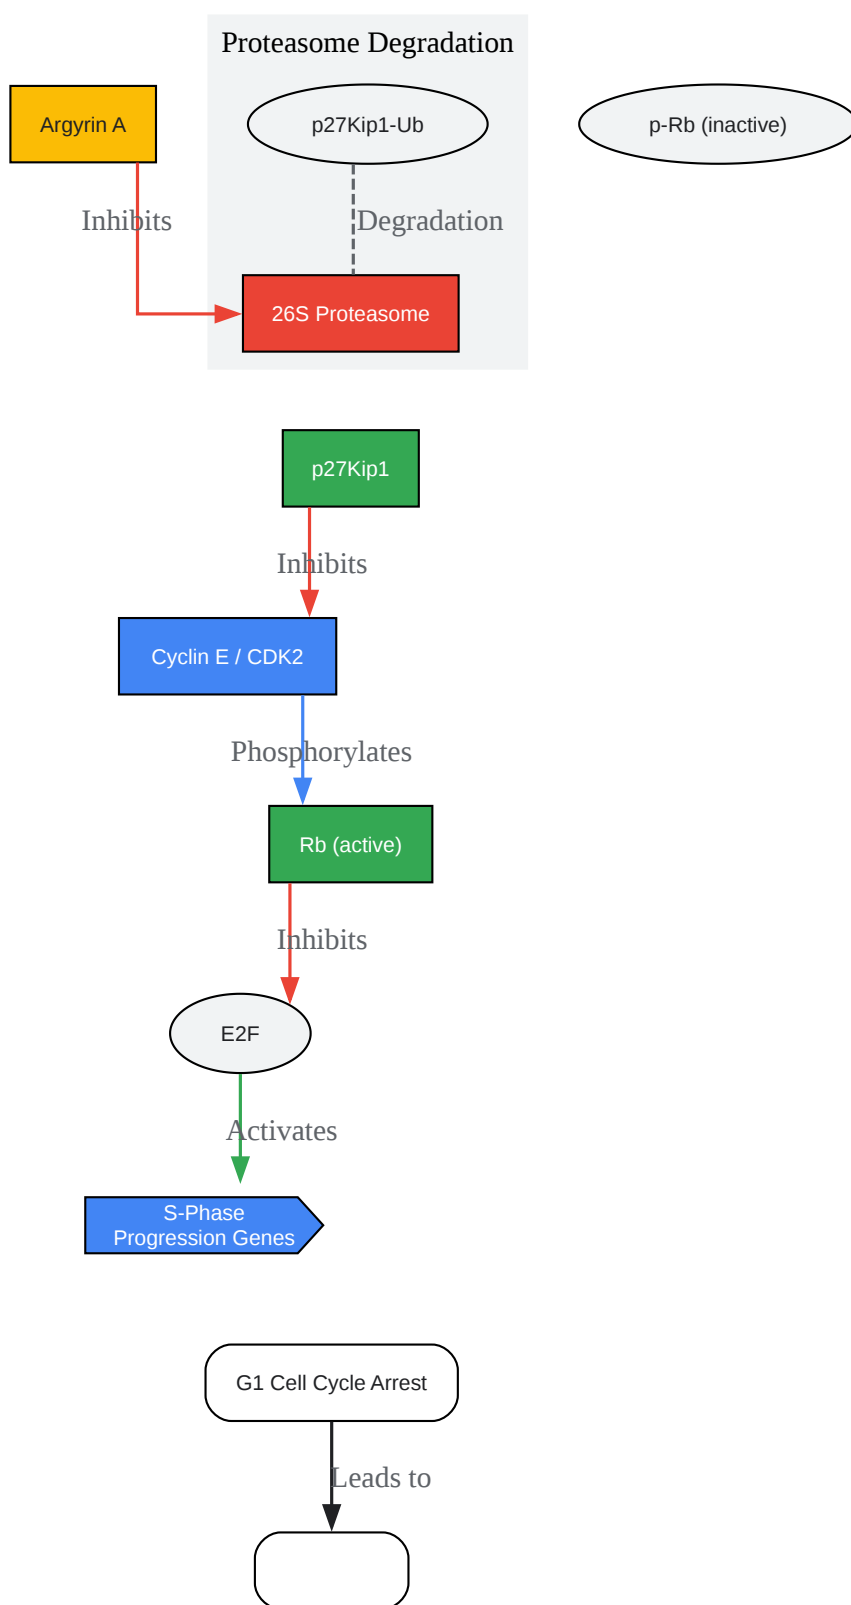 Proteasome Degradation
Argyrin A
p27Kip1-Ub
p-Rb (inactive)
Inhibits
Degradation
26S Proteasome
p27Kip1
Inhibits
Cyclin E / CDK2
Phosphorylates
Rb (active)
Inhibits
E2F
Activates
S-Phase
Progression Genes
G1 Cell Cycle Arrest
Leads to